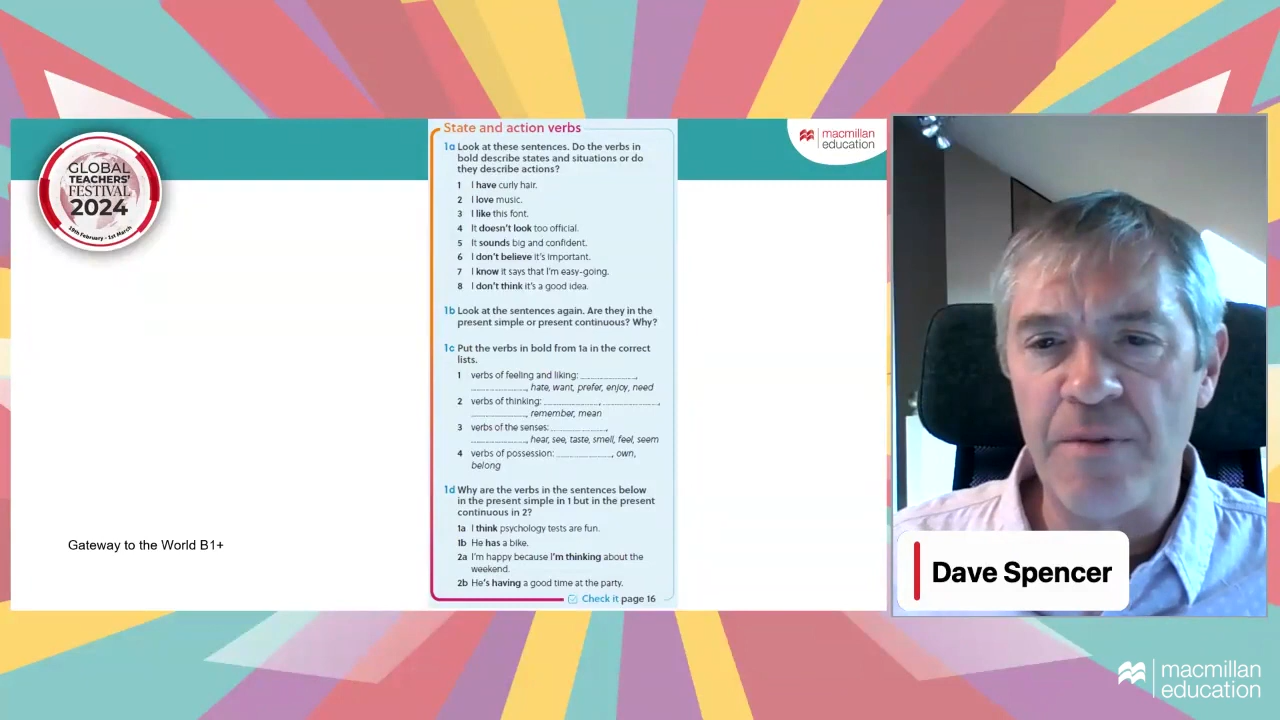 GLOBAL
TEACHERS'
FESTIVAL
2024
19th February - 1st March
macmillan
education
State and action verbs
1a Look at these sentences. Do the verbs in
bold describe states and situations or do
they describe actions?
1 I have curly hair.
2 I love music.
3 I like this font.
4 It doesn't look too official.
5 It sounds big and confident.
6 I don't believe it's important.
7 I know it says that I'm easy-going.
8 I don't think it's a good idea.
1b Look at the sentences again. Are they in the
present simple or present continuous? Why?
1c Put the verbs in bold from 1a in the correct
lists.
1 verbs of feeling and liking: ...............,
..............., hate, want, prefer, enjoy, need
2 verbs of thinking: ..............., ...............,
..............., remember, mean
3 verbs of the senses: ...............,
..............., hear, see, taste, smell, feel, seem
4 verbs of possession: ..............., own,
belong
1d Why are the verbs in the sentences below
in the present simple in 1 but in the present
continuous in 2?
1a I think psychology tests are fun.
1b He has a bike.
2a I'm happy because I'm thinking about the
weekend.
2b He's having a good time at the party.
Check it page 16
Gateway to the World B1+
Dave Spencer
macmillan
education